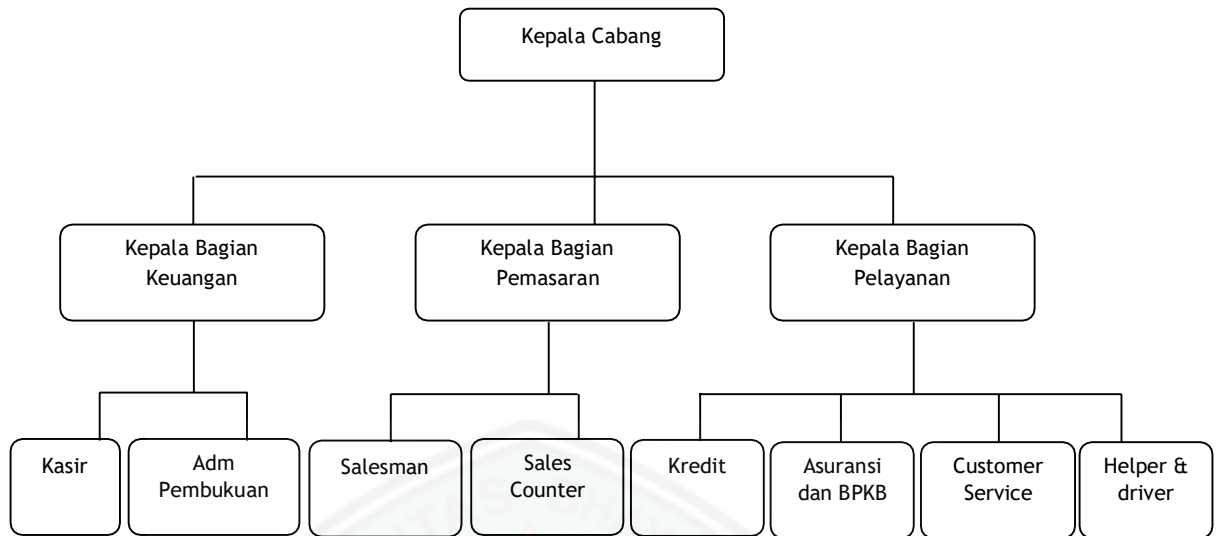 Kepala Cabang
Kepala Bagian
Keuangan
Kepala Bagian
Pemasaran
Kepala Bagian
Pelayanan
Kasir
Adm
Pembukuan
Salesman
Sales
Counter
Kredit
Asuransi
dan BPKB
Customer
Service
Helper &
driver